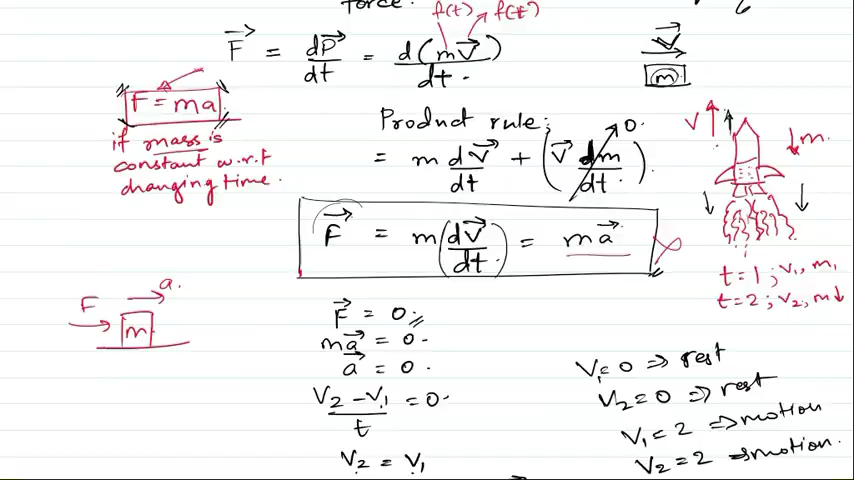 force.
f(t) f(t)
F = dP/dt = d(mV)/dt.
V
m
F = ma
if mass is
constant w.r.t
changing time.
Product rule:
= m dV/dt + (V dm/dt). 0.
F = m(dV/dt) = ma
V
m.
t = 1 ; V1, m1
t = 2 ; V2, m↓
F a.
m
F = 0.
ma = 0.
a = 0.
V2 - V1 / t = 0.
V2 = V1
V1 = 0 => rest
V2 = 0 => rest
V1 = 2 => motion
V2 = 2 => motion.